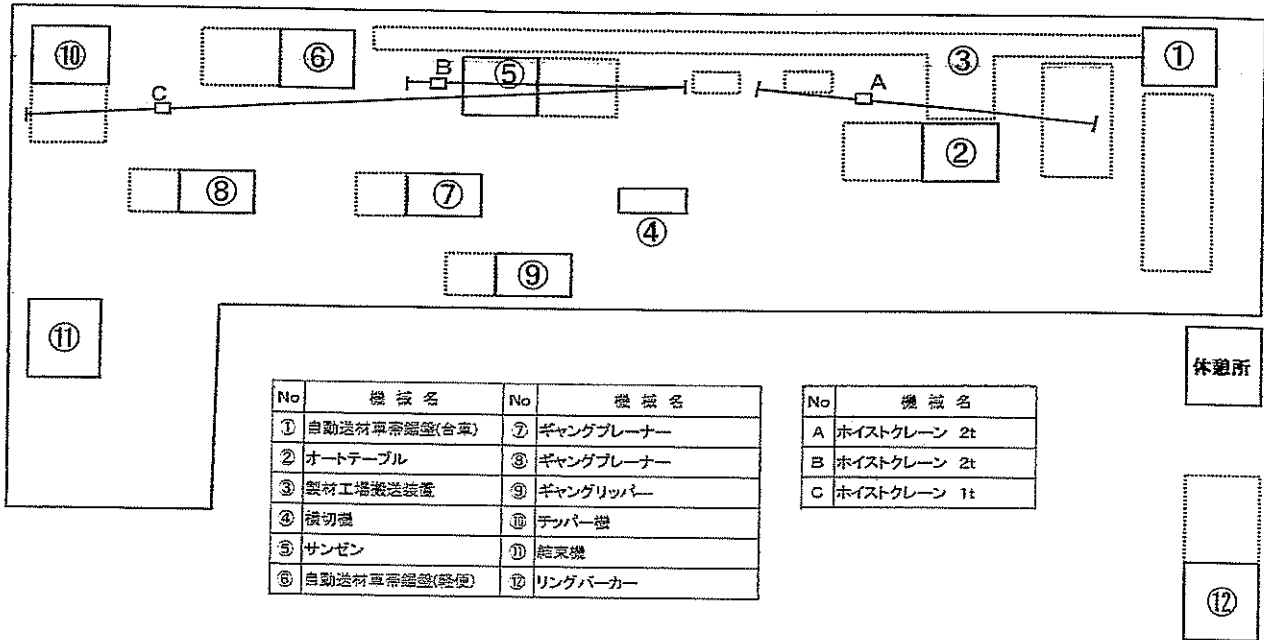 ⑩
⑥
③
①
B
⑤
A
C
②
⑧
⑦
④
⑨
⑪
休憩所
⑫
No 機械名 No 機械名
① 自動送材車帯鋸盤(台車) ⑦ ギャングプレーナー
② オートテーブル ⑧ ギャングプレーナー
③ 製材工場搬送装置 ⑨ ギャングリッパー
④ 横切機 ⑩ チッパー機
⑤ サンゼン ⑪ 結束機
⑥ 自動送材車帯鋸盤(軽便) ⑫ リングバーカー
No 機械名
A ホイストクレーン 2t
B ホイストクレーン 2t
C ホイストクレーン 1t